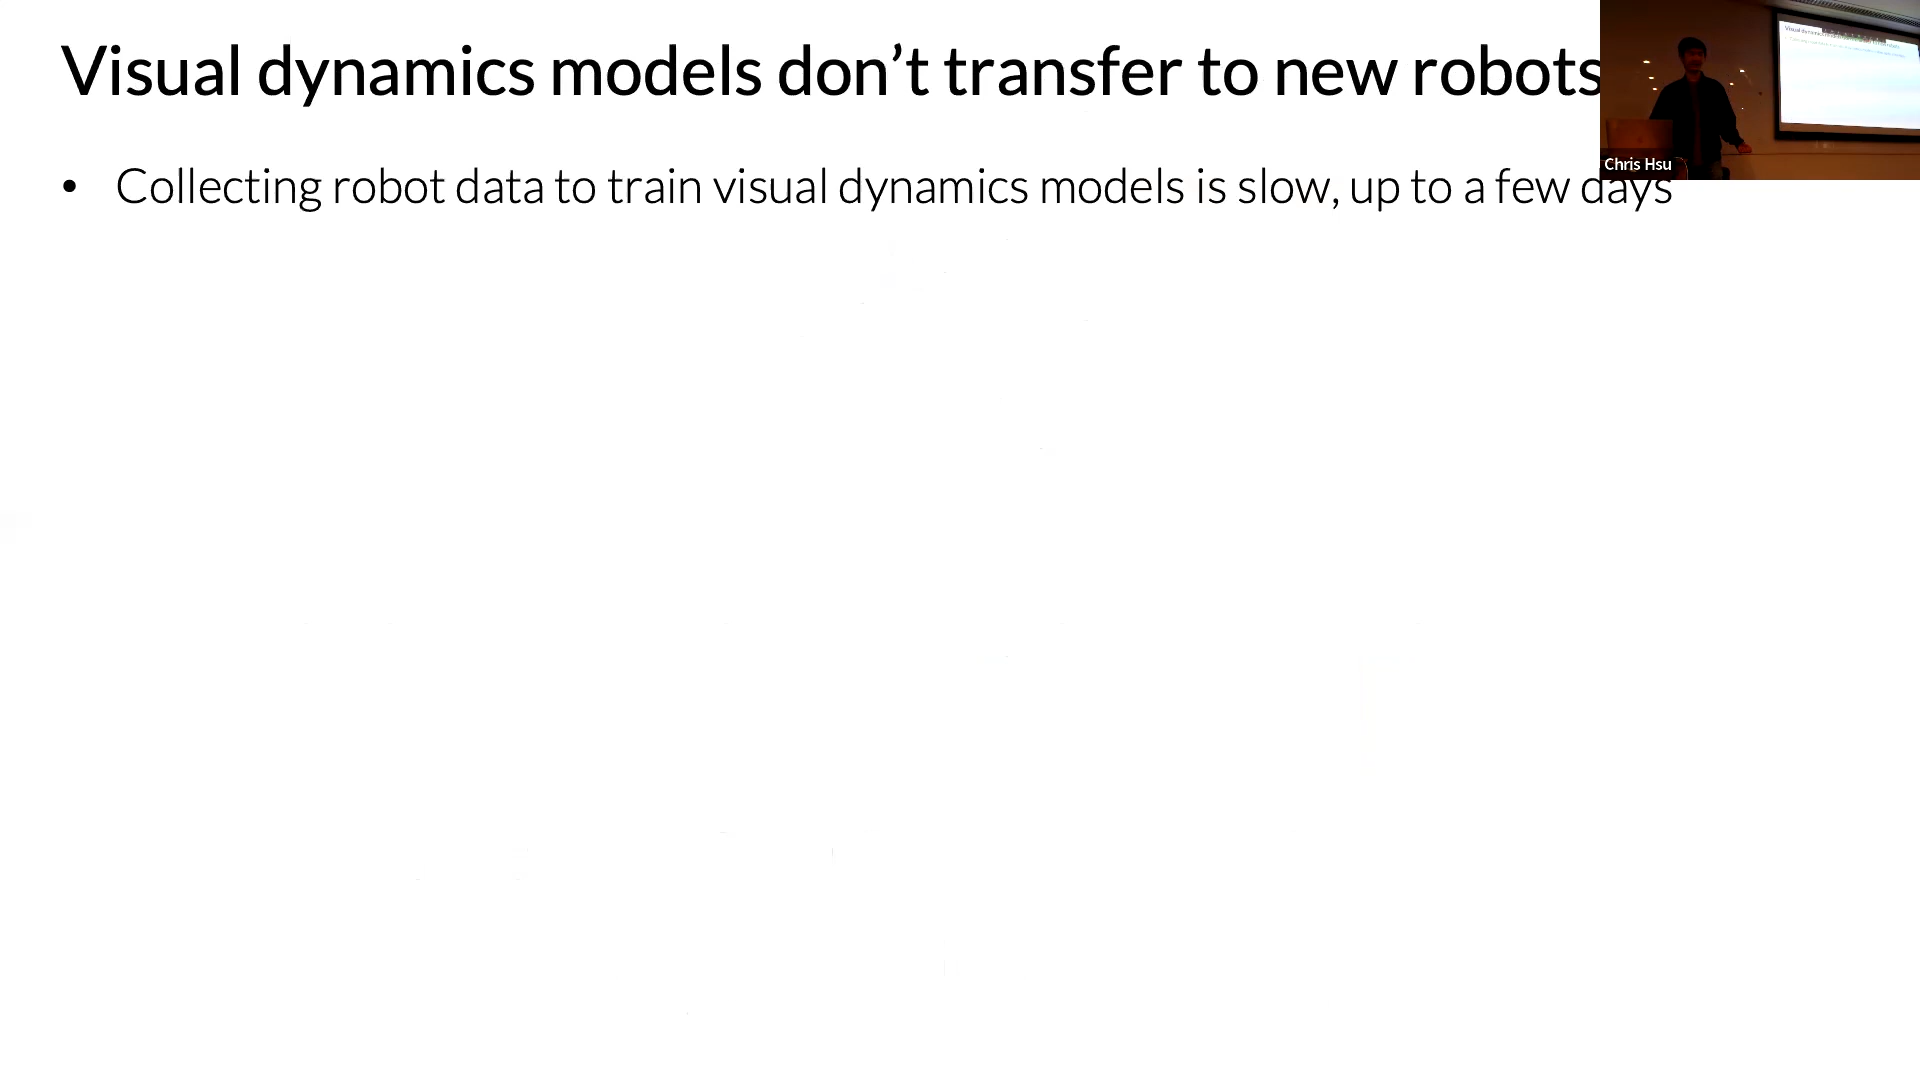 Visual dynamics models don't transfer to new robots
• Collecting robot data to train visual dynamics models is slow, up to a few days
Chris Hsu